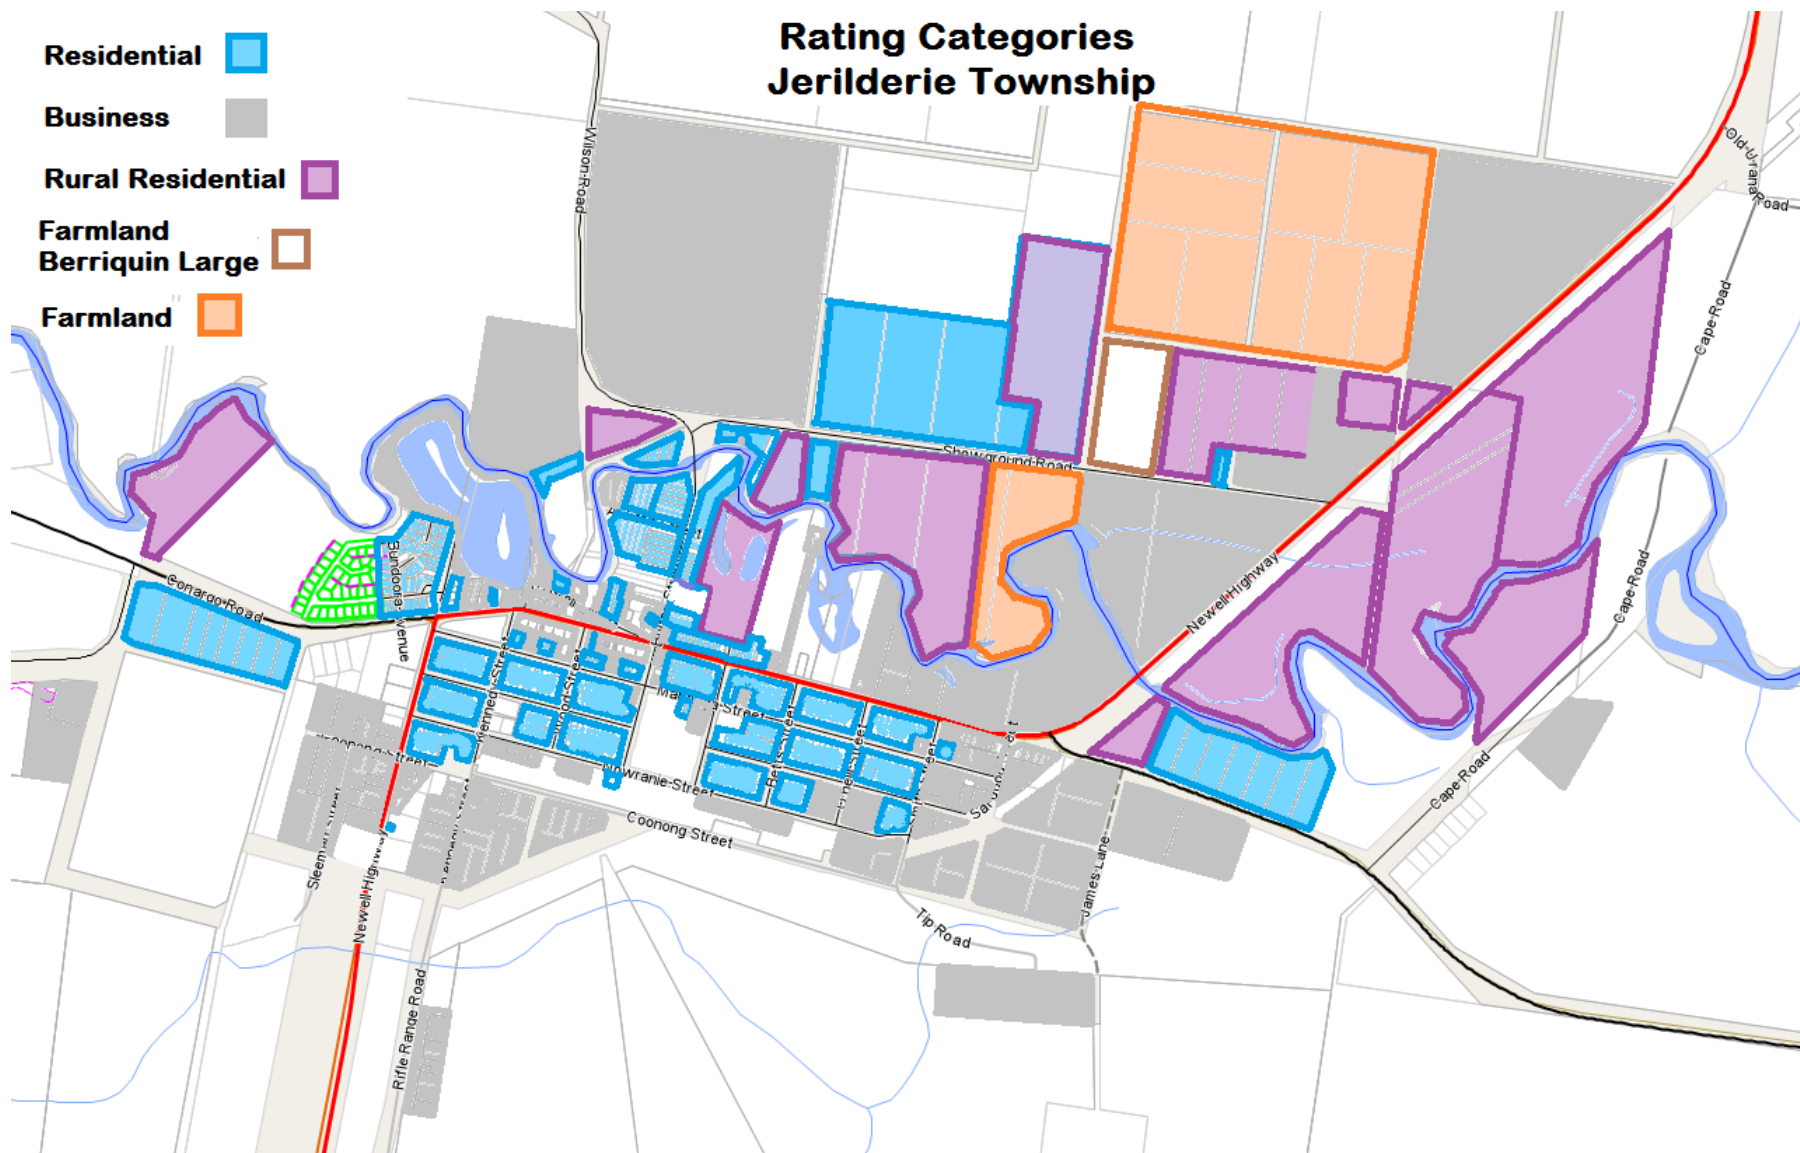 Rating Categories
Jerilderie Township
Residential
Business
Rural Residential
Farmland
Berriquin Large
Farmland
Wilson Road
Old Urana Road
Cape Road
Showground Road
Newell Highway
Cape Road
Conargo Road
Bundoora Avenue
Kennedy Street
Nowranie Street
Coonong Street
Cape Road
James Lane
Tip Road
Newell Highway
Rifle Range Road